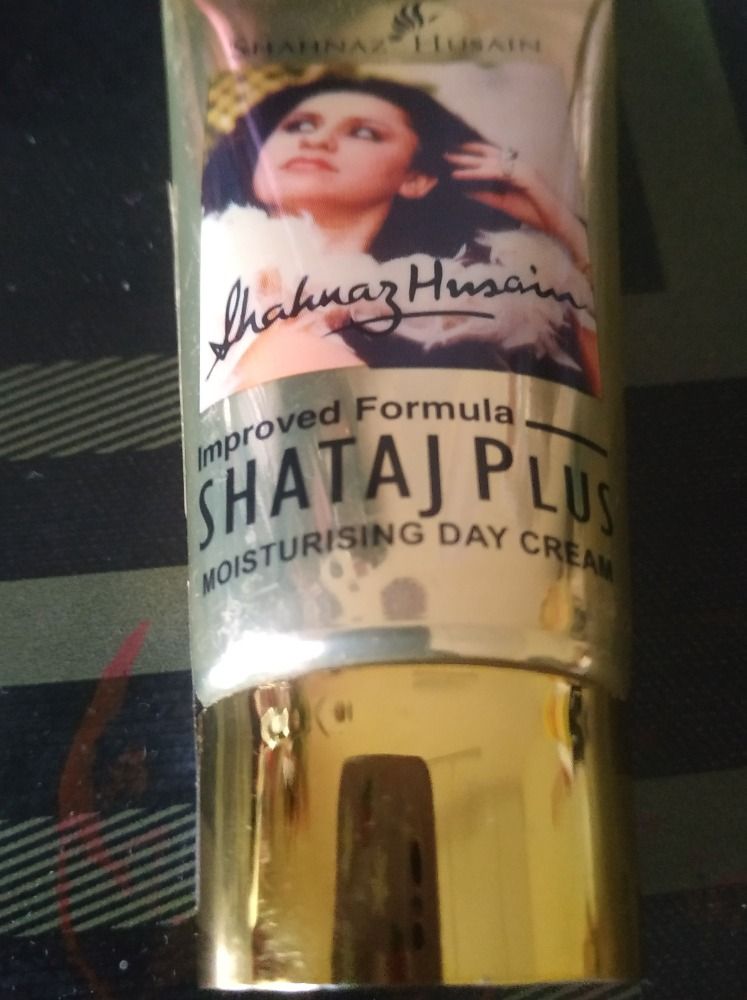 SHAHNAZ HUSAIN
Shahnaz Husain
Improved Formula
SHATAJ PLUS
MOISTURISING DAY CREAM